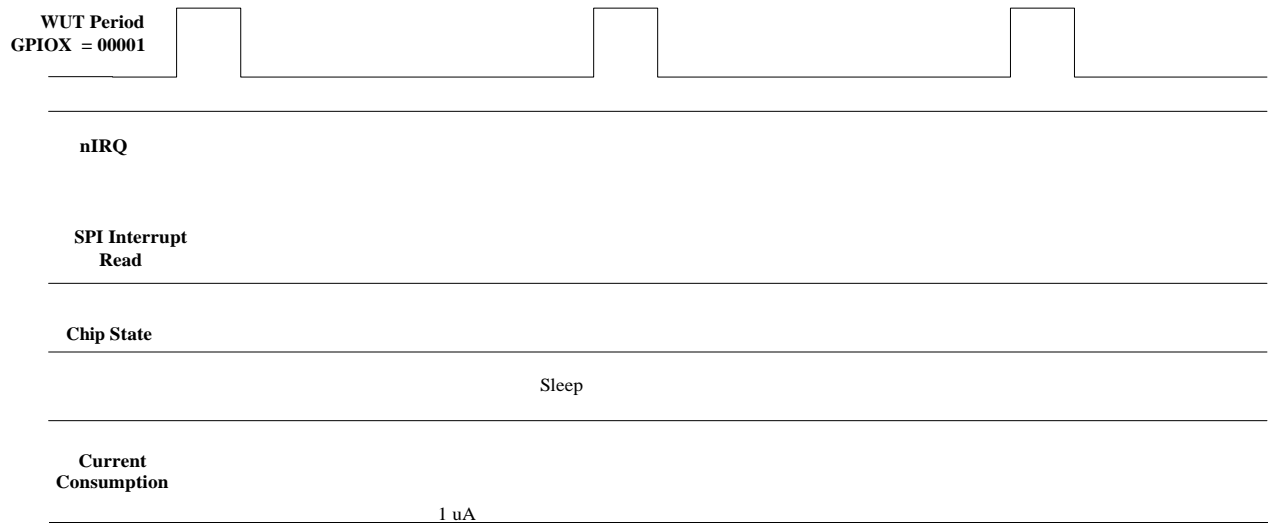 WUT Period
GPIOX = 00001
nIRQ
SPI Interrupt
Read
Chip State
Sleep
Current
Consumption
1 uA